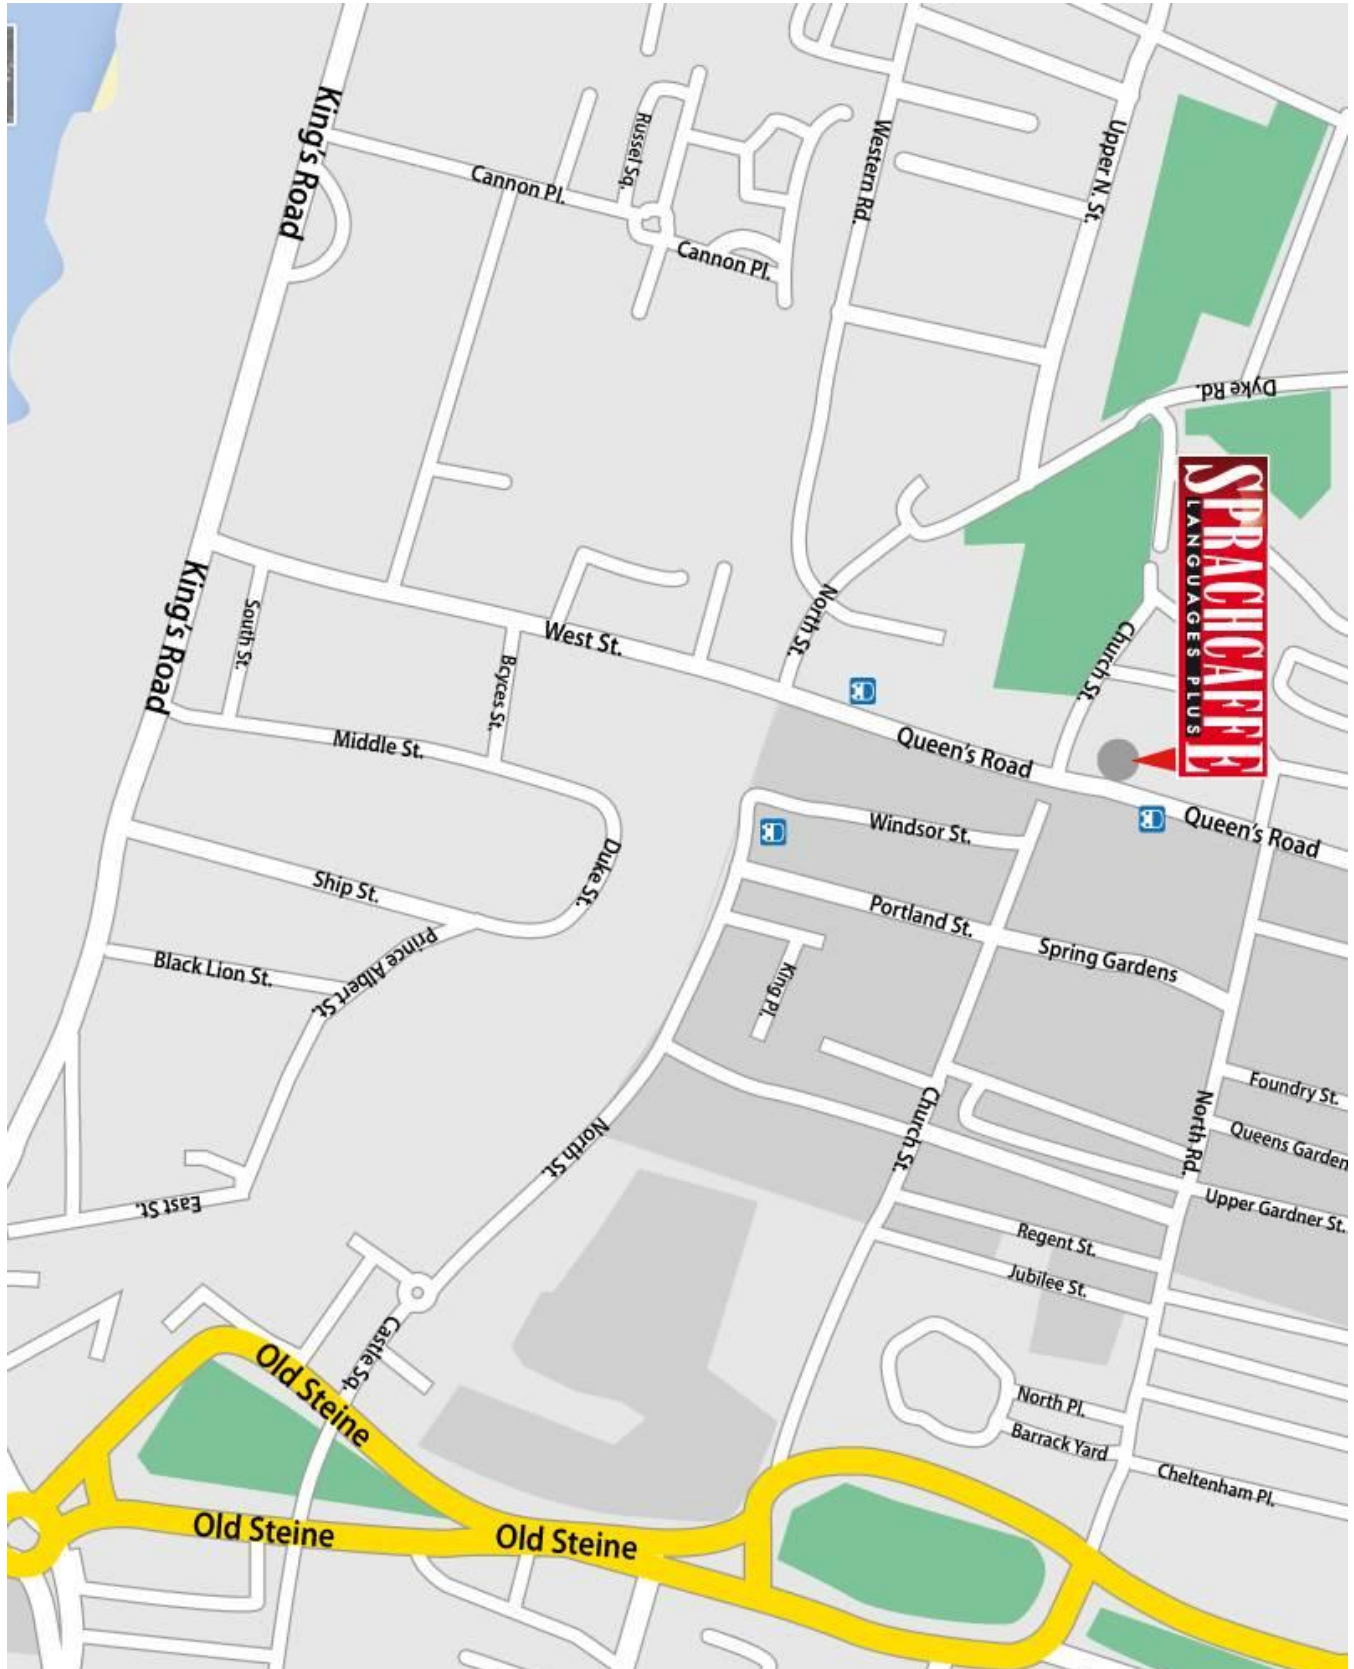 King's Road
Cannon Pl.
Russel Sq.
Cannon Pl.
Western Rd.
Upper N. St.
Dyke Rd.
SPRACHCAFFE
LANGUAGES PLUS
King's Road
South St.
West St.
North St.
Church St.
Middle St.
Queen's Road
Queen's Road
Windsor St.
Duke St.
Ship St.
Portland St.
Spring Gardens
Prince Albert St.
Black Lion St.
King Pl.
Foundry St.
Church St.
North Rd.
North St.
Queens Garden
East St.
Upper Gardner St.
Regent St.
Jubilee St.
Castle Sq.
Old Steine
North Pl.
Barrack Yard
Cheltenham Pl.
Old Steine
Old Steine